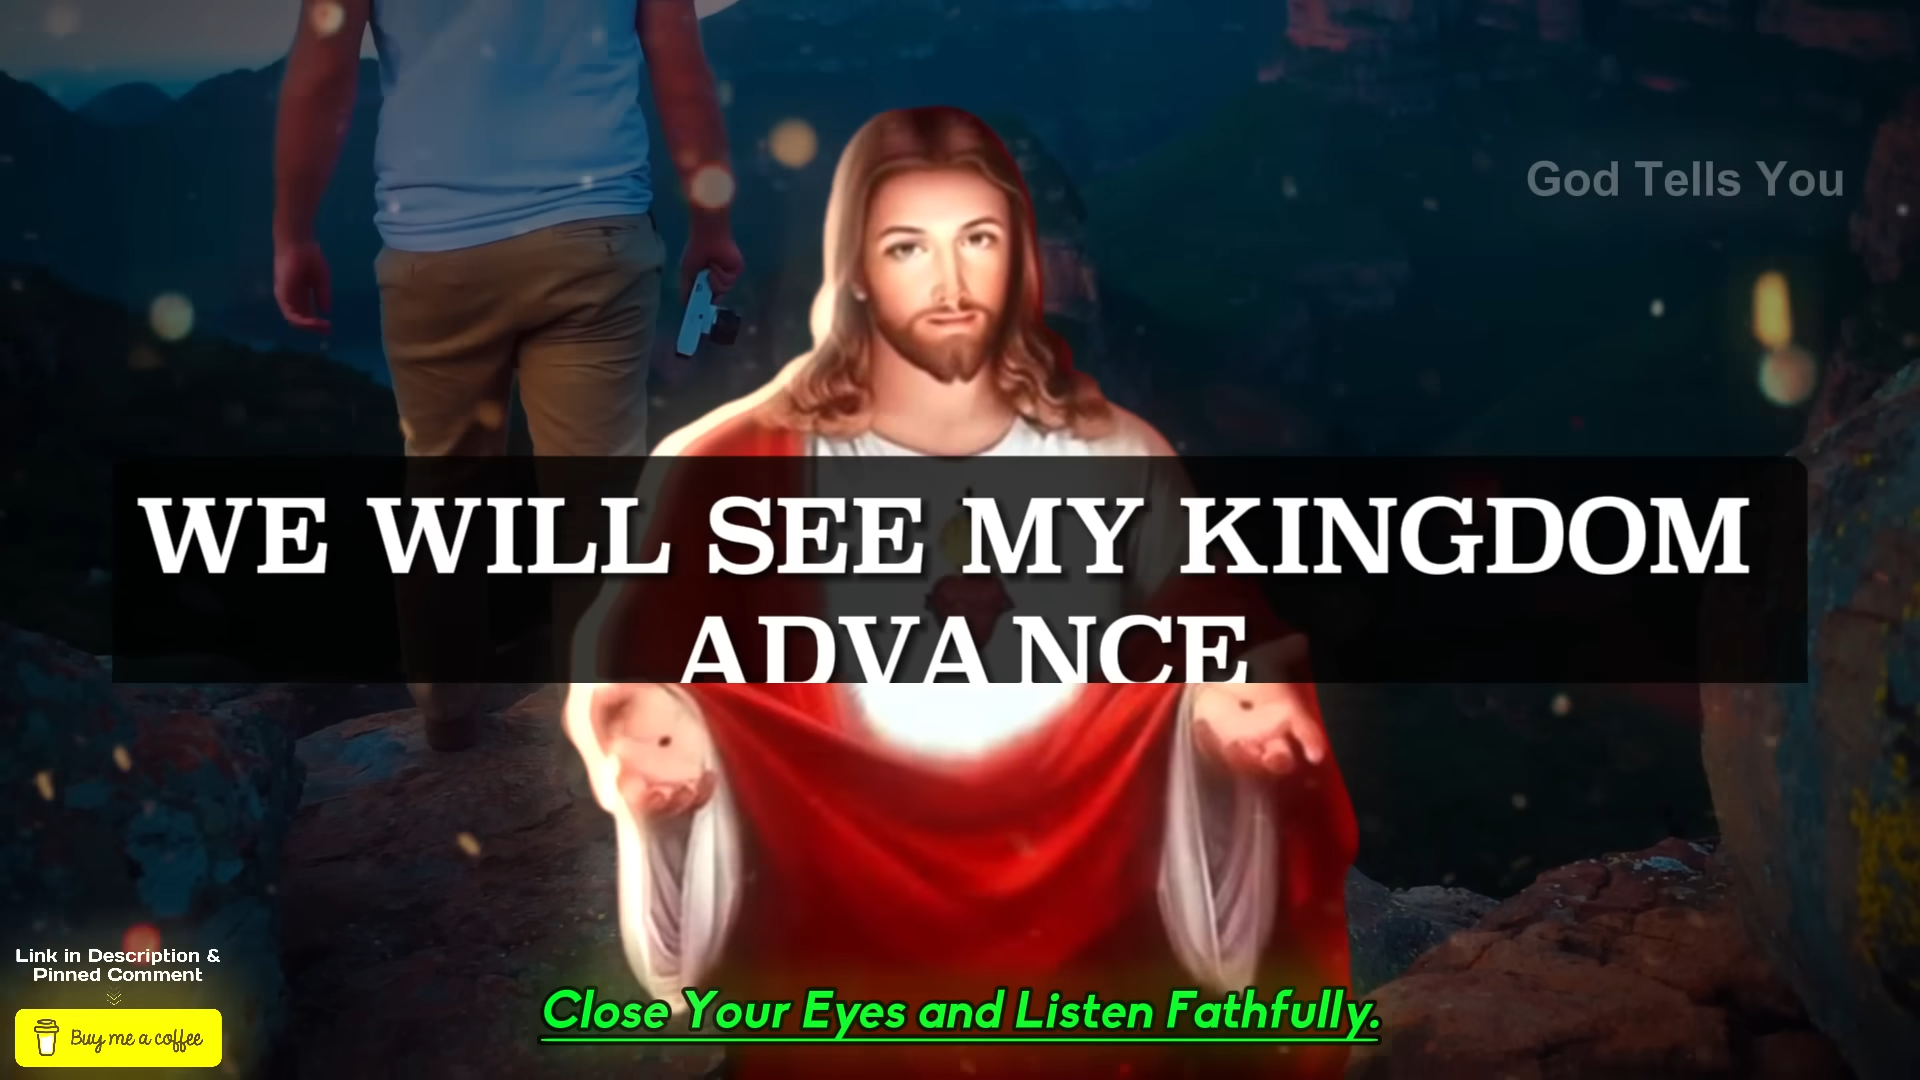 God Tells You
WE WILL SEE MY KINGDOM
ADVANCE
Link in Description &
Pinned Comment
Buy me a coffee
Close Your Eyes and Listen Fathfully.